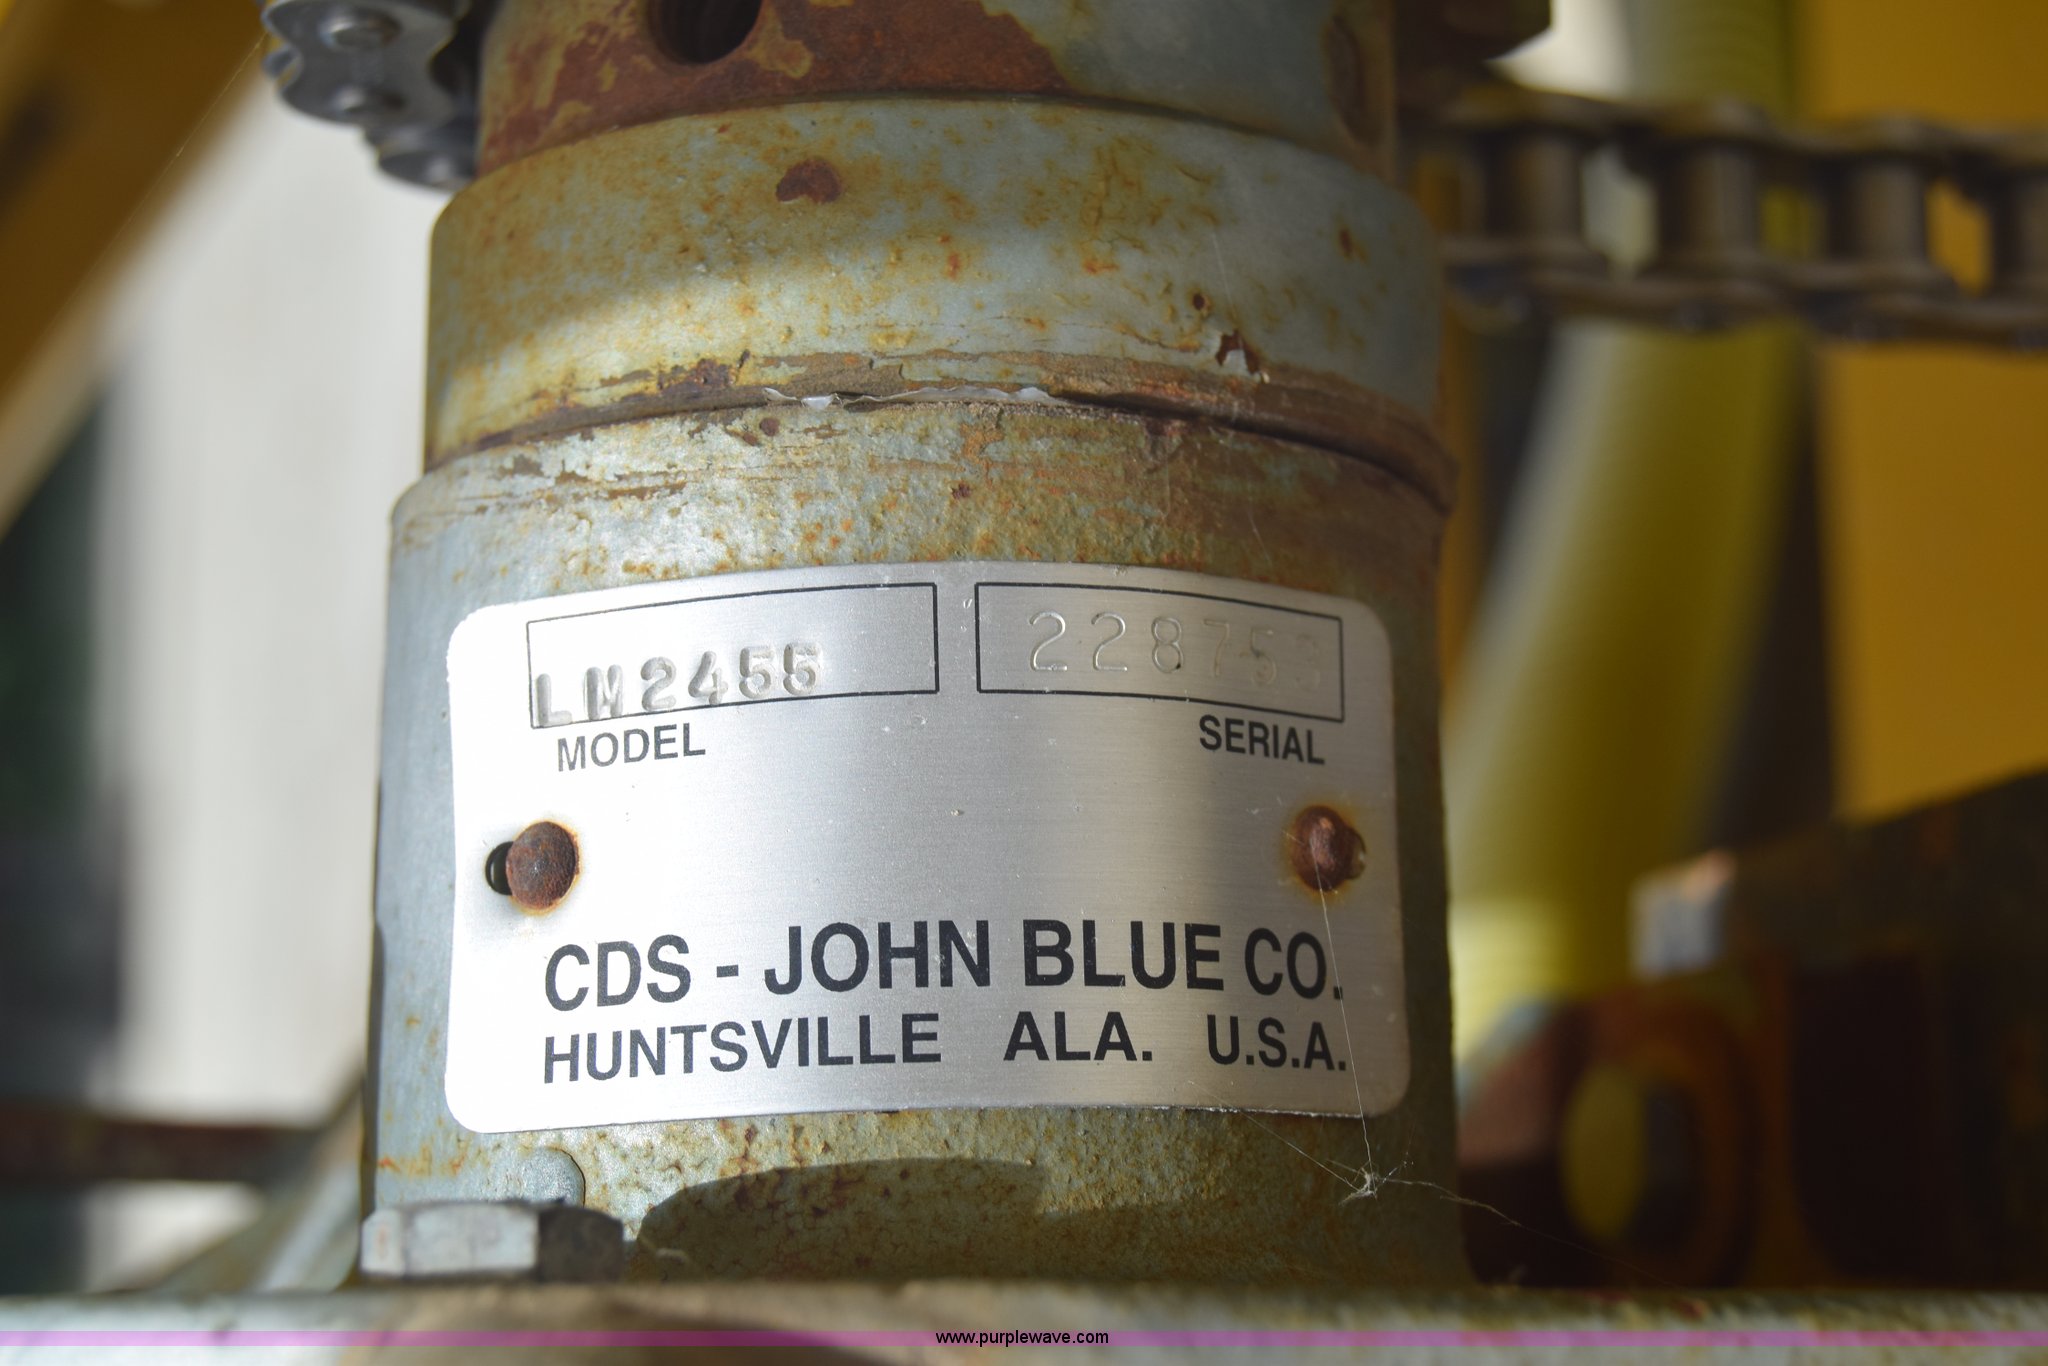 LM2455 228753
MODEL SERIAL
CDS - JOHN BLUE CO.
HUNTSVILLE ALA. U.S.A.
www.purplewave.com